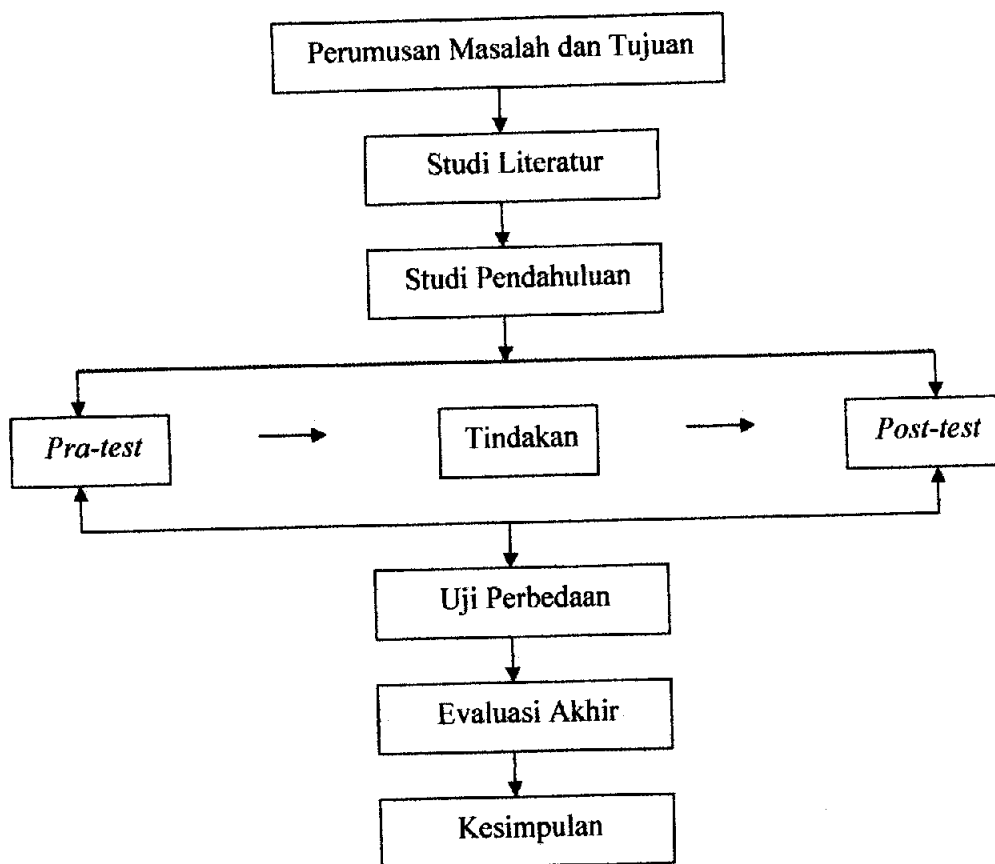 Perumusan Masalah dan Tujuan
Studi Literatur
Studi Pendahuluan
Pra-test
Tindakan
Post-test
Uji Perbedaan
Evaluasi Akhir
Kesimpulan